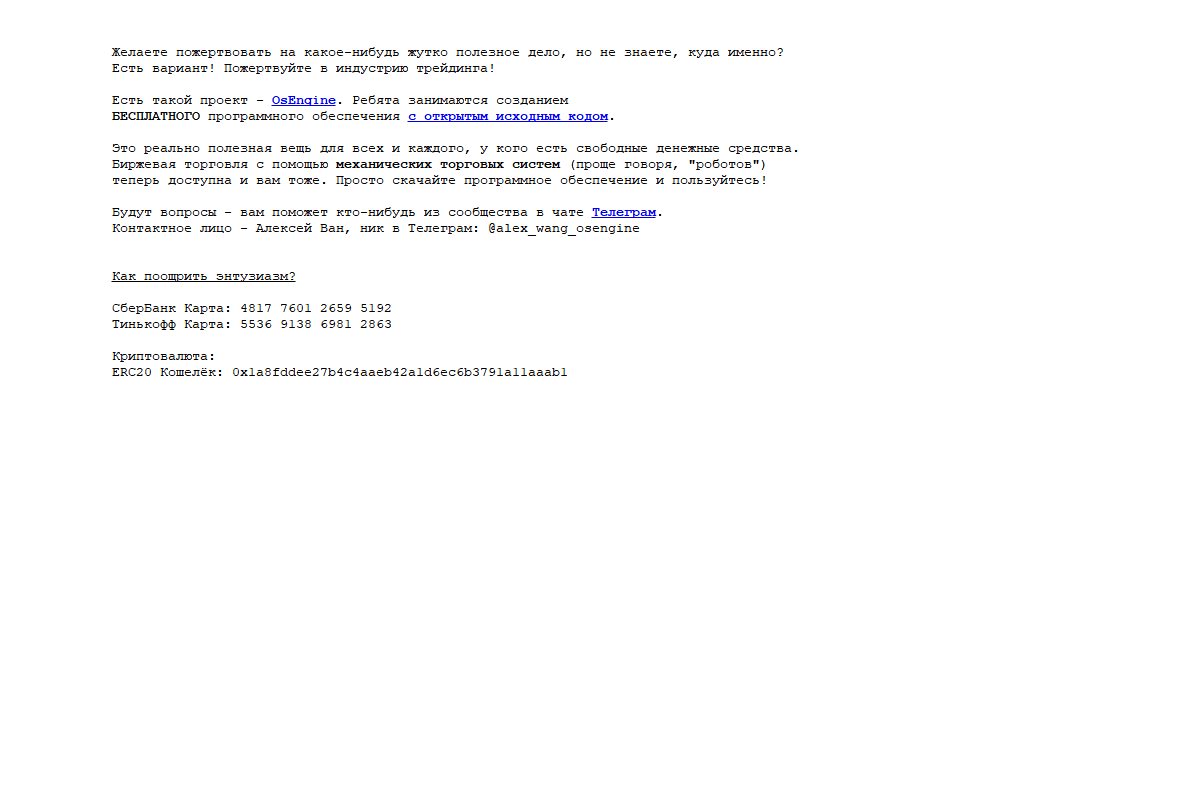 Желаете пожертвовать на какое-нибудь жутко полезное дело, но не знаете, куда именно?
Есть вариант! Пожертвуйте в индустрию трейдинга!
Есть такой проект - OsEngine. Ребята занимаются созданием
БЕСПЛАТНОГО программного обеспечения с открытым исходным кодом.
Это реально полезная вещь для всех и каждого, у кого есть свободные денежные средства.
Биржевая торговля с помощью механических торговых систем (проще говоря, "роботов")
теперь доступна и вам тоже. Просто скачайте программное обеспечение и пользуйтесь!
Будут вопросы - вам поможет кто-нибудь из сообщества в чате Телеграм.
Контактное лицо - Алексей Ван, ник в Телеграм: @alex_wang_osengine
Как поощрить энтузиазм?
СберБанк Карта: 4817 7601 2659 5192
Тинькофф Карта: 5536 9138 6981 2863
Криптовалюта:
ERC20 Кошелёк: 0x1a8fddee27b4c4aaeb42a1d6ec6b3791a11aaab1